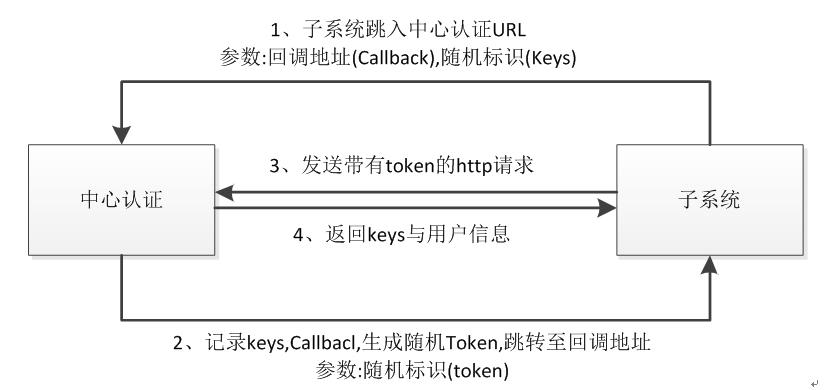 1、子系统跳入中心认证URL
参数:回调地址(Callback),随机标识(Keys)
3、发送带有token的http请求
中心认证
子系统
4、返回keys与用户信息
2、记录keys,Callbacl,生成随机Token,跳转至回调地址
参数:随机标识(token)